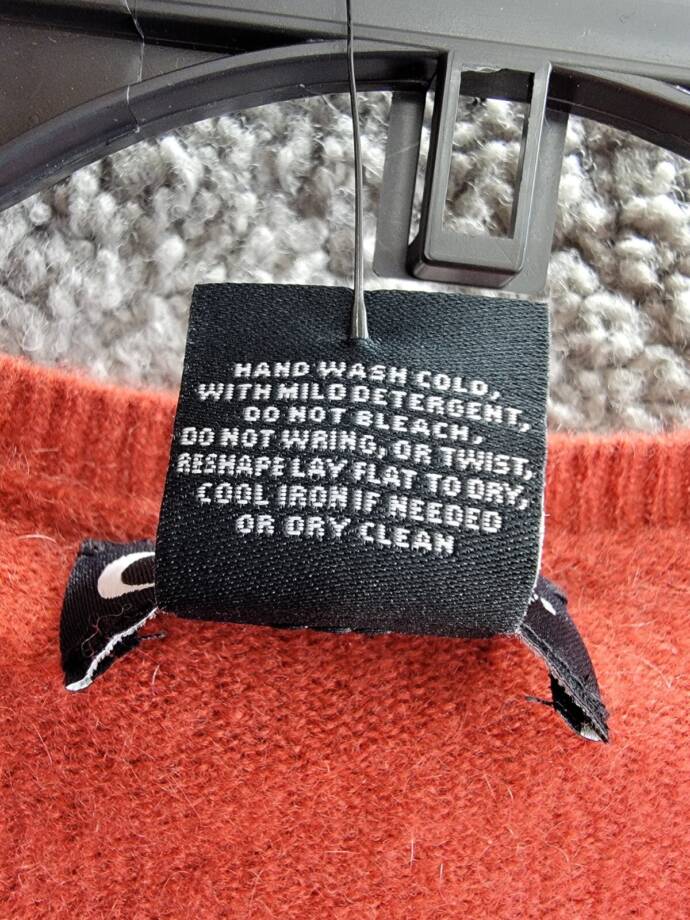 HAND WASH COLD,
WITH MILD DETERGENT,
DO NOT BLEACH,
DO NOT WRING, OR TWIST,
RESHAPE LAY FLAT TO DRY,
COOL IRON IF NEEDED
OR DRY CLEAN